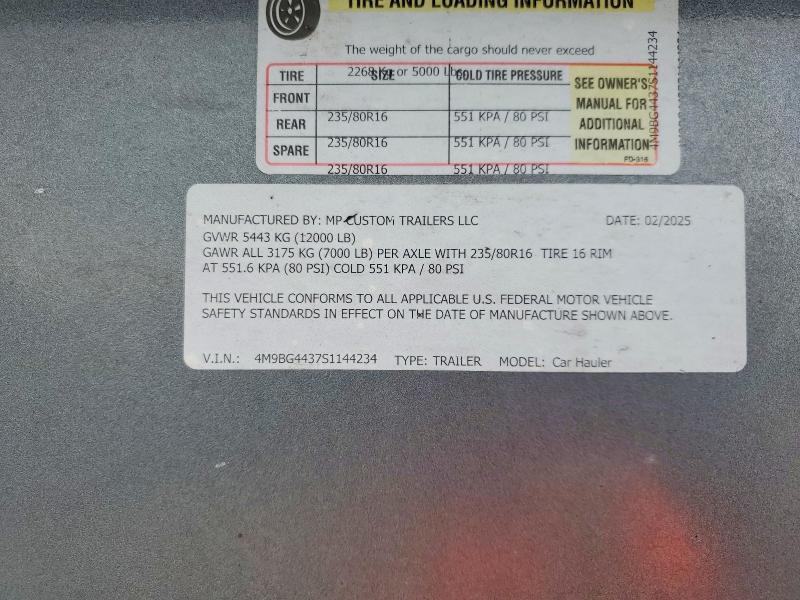 TIRE AND LOADING INFORMATION
The weight of the cargo should never exceed
2268 Kg or 5000 Lbs
TIRE SIZE COLD TIRE PRESSURE
SEE OWNER'S MANUAL FOR ADDITIONAL INFORMATION
FRONT
235/80R16 551 KPA / 80 PSI
REAR
235/80R16 551 KPA / 80 PSI
SPARE
235/80R16 551 KPA / 80 PSI
PD-916
4M9BG4437S1144234
MANUFACTURED BY: MP CUSTOM TRAILERS LLC DATE: 02/2025
GVWR 5443 KG (12000 LB)
GAWR ALL 3175 KG (7000 LB) PER AXLE WITH 235/80R16 TIRE 16 RIM
AT 551.6 KPA (80 PSI) COLD 551 KPA / 80 PSI
THIS VEHICLE CONFORMS TO ALL APPLICABLE U.S. FEDERAL MOTOR VEHICLE
SAFETY STANDARDS IN EFFECT ON THE DATE OF MANUFACTURE SHOWN ABOVE.
V.I.N.: 4M9BG4437S1144234 TYPE: TRAILER MODEL: Car Hauler